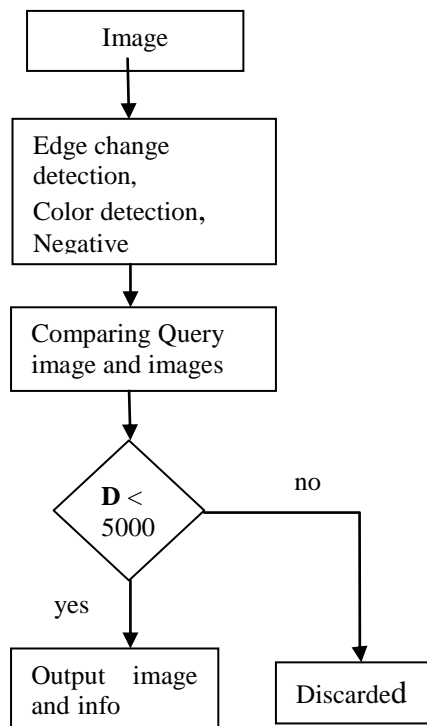 Image
Edge change
detection,
Color detection,
Negative
Comparing Query
image and images
D <
5000
no
yes
Output image
and info
Discarded